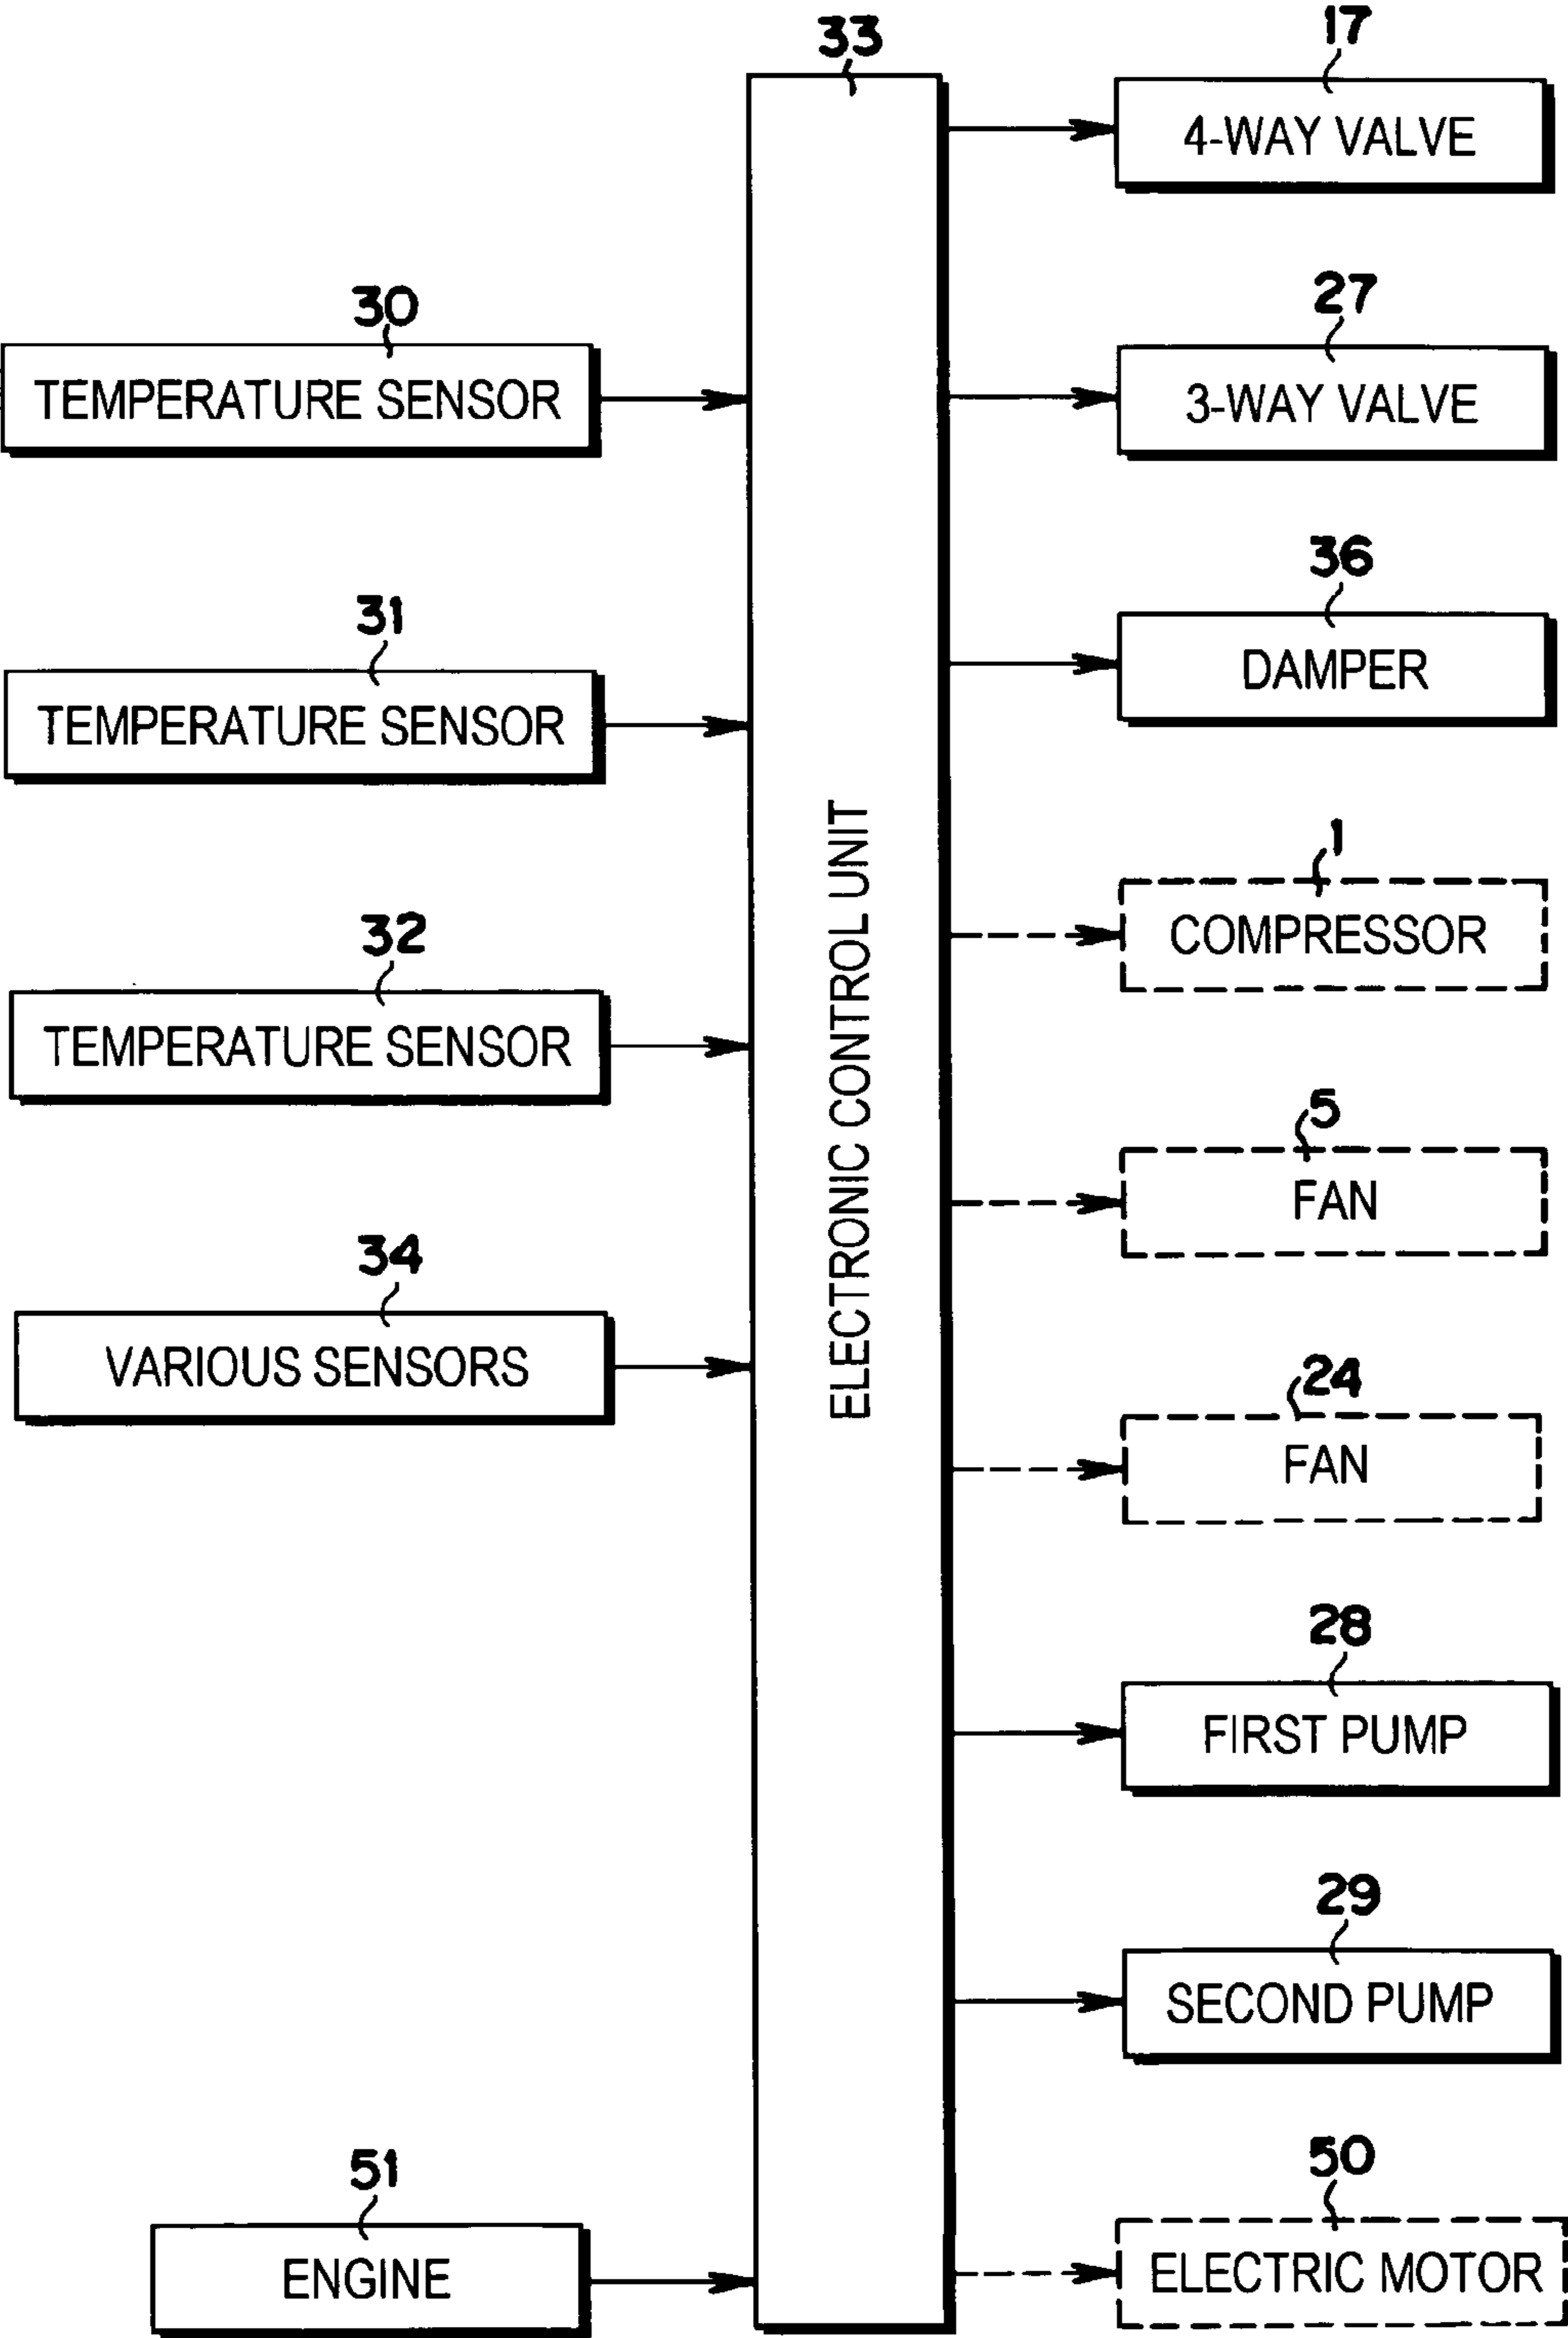 33
17
4-WAY VALVE
27
3-WAY VALVE
30
TEMPERATURE SENSOR
36
DAMPER
31
TEMPERATURE SENSOR
1
COMPRESSOR
32
TEMPERATURE SENSOR
ELECTRONIC CONTROL UNIT
5
FAN
34
VARIOUS SENSORS
24
FAN
28
FIRST PUMP
29
SECOND PUMP
51
ENGINE
50
ELECTRIC MOTOR